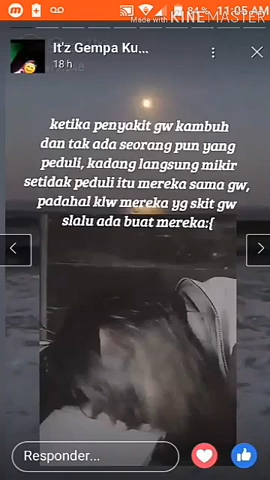 84% 11:05 AM
Made with KINEMASTER
It'z Gempa Ku...
18 h
ketika penyakit gw kambuh
dan tak ada seorang pun yang
peduli, kadang langsung mikir
setidak peduli itu mereka sama gw,
padahal klw mereka yg skit gw
slalu ada buat mereka:{
Responder...